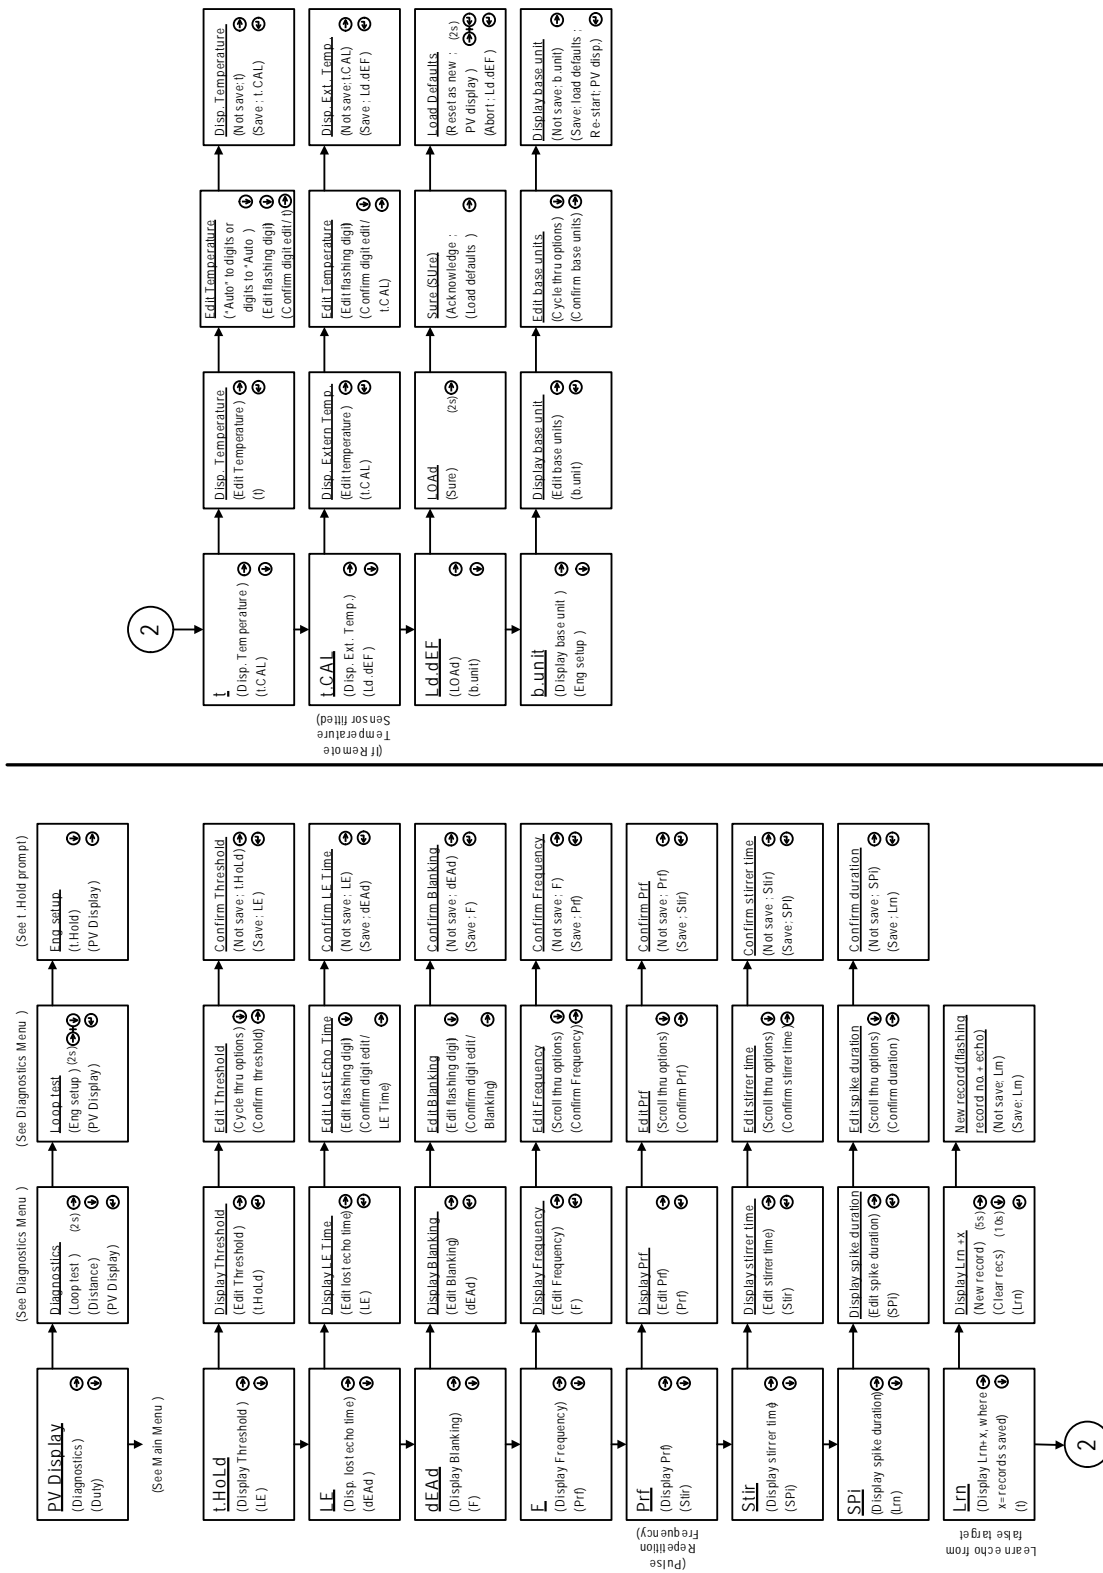 (See Diagnostics Menu )
(See Diagnostics Menu )
(See t .Hold prompt)
PV Display
(Diagnostics )
(Duty)
Diagnostics
(Loop test )
(2s)
(Distance)
(PV Display)
Loop test
(Eng setup )
(2s)
(PV Display)
Eng setup
(t.Hold)
(PV Display)
(See Main Menu )
t.HoLd
(Display Threshold )
(LE)
Display Threshold
(Edit Threshold )
(t.HoLd)
Edit Threshold
(Cycle thru options)
(Confirm threshold)
Confirm Threshold
(Not save : t.HoLd)
(Save : LE)
LE
(Disp. lost echo time)
(dEAd )
Display LE Time
(Edit lost echo time)
(LE )
Edit Lost Echo Time
(Edit flashing digi)
(Confirm digit edit/
LE Time)
Confirm LE Time
(Not save : LE)
(Save : dEAd)
dEAd
(Display Blanking)
(F)
Display Blanking
(Edit Blanking)
(dEAd)
Edit Blanking
(Edit flashing digi)
(Confirm digit edit/
Blanking)
Confirm Blanking
(Not save : dEAd)
(Save : F)
F
(Display Frequency)
(Prf)
Display Frequency
(Edit Frequency)
(F)
Edit Frequency
(Scroll thru options)
(Confirm Frequency)
Confirm Frequency
(Not save : F)
(Save : Prf)
(Pulse
Repetition
Frequency)
Prf
(Display Prf)
(Stir)
Display Prf
(Edit Prf)
(Prf)
Edit Prf
(Scroll thru options)
(Confirm Prf)
Confirm Prf
(Not save : Prf)
(Save : Stir)
Stir
(Display stirrer time)
(SPi)
Display stirrer time
(Edit stirrer time)
(Stir)
Edit stirrer time
(Scroll thru options)
(Confirm stirrer time)
Confirm stirrer time
(Not save : Stir)
(Save : SPI)
SPi
(Display spike duration)
(Lrn)
Display spike duration
(Edit spike duration)
(SPi)
Edit spike duration
(Scroll thru options)
(Confirm duration)
Confirm duration
(Not save : SPi)
(Save : Lrn)
Learn echo from
false target
Lrn
(Display Lrn+x, where
x=records saved)
(t)
Display Lrn +x
(New record)
(5s)
(Clear recs)
(10s)
(Lrn)
New record(flashing
record no. + echo)
(Not save: Lrn)
(Save: Lrn)
2
2
t
(Disp. Temperature )
(t.CAL)
Disp. Temperature
(Edit Temperature )
(t)
Edit Temperature
("Auto" to digits or
digits to "Auto )
(Edit flashing digi)
(Confirm digit edit/ t)
Disp. Temperature
(Not save: t)
(Save : t.CAL)
(If Remote
Temperature
Sensor fitted)
t.CAL
(Disp. Ext. Temp.)
(Ld.dEF )
Disp. Extern Temp.
(Edit temperature )
(t.CAL)
Edit Temperature
(Edit flashing digi)
(Confirm digit edit/
t.CAL)
Disp. Ext. Temp.
(Not save: t.CAL)
(Save : Ld.dEF)
Ld.dEF
(LOAd)
(b.unit)
LOAd
(Sure)
(2s)
Sure (SUre)
(Acknowledge :
(Load defaults )
Load Defaults
(Reset as new :
(2s)
PV display )
(Abort : Ld.dEF)
b.unit
(Display base unit )
(Eng setup )
Display base unit
(Edit base units)
(b.unit)
Edit base units
(Cycle thru options )
(Confirm base units)
Display base unit
(Not save: b.unit)
(Save: load defaults :
Re-start: PV disp.)